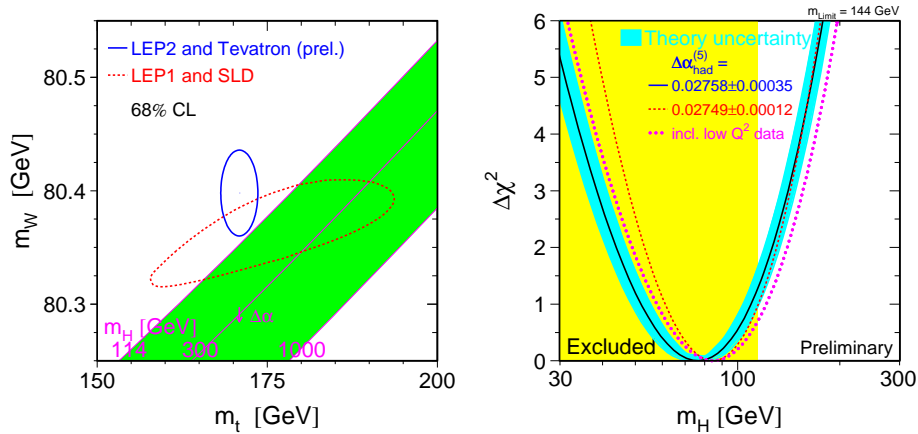 LEP2 and Tevatron (prel.)
LEP1 and SLD
68% CL
80.5
80.4
80.3
m_W [GeV]
Δα
m_H [GeV]
114 300 1000
150 175 200
m_t [GeV]
m_Limit = 144 GeV
6
5
4
3
2
1
0
Δχ²
Theory uncertainty
Δα_had^(5) =
0.02758±0.00035
0.02749±0.00012
incl. low Q² data
Excluded
Preliminary
30 100 300
m_H [GeV]